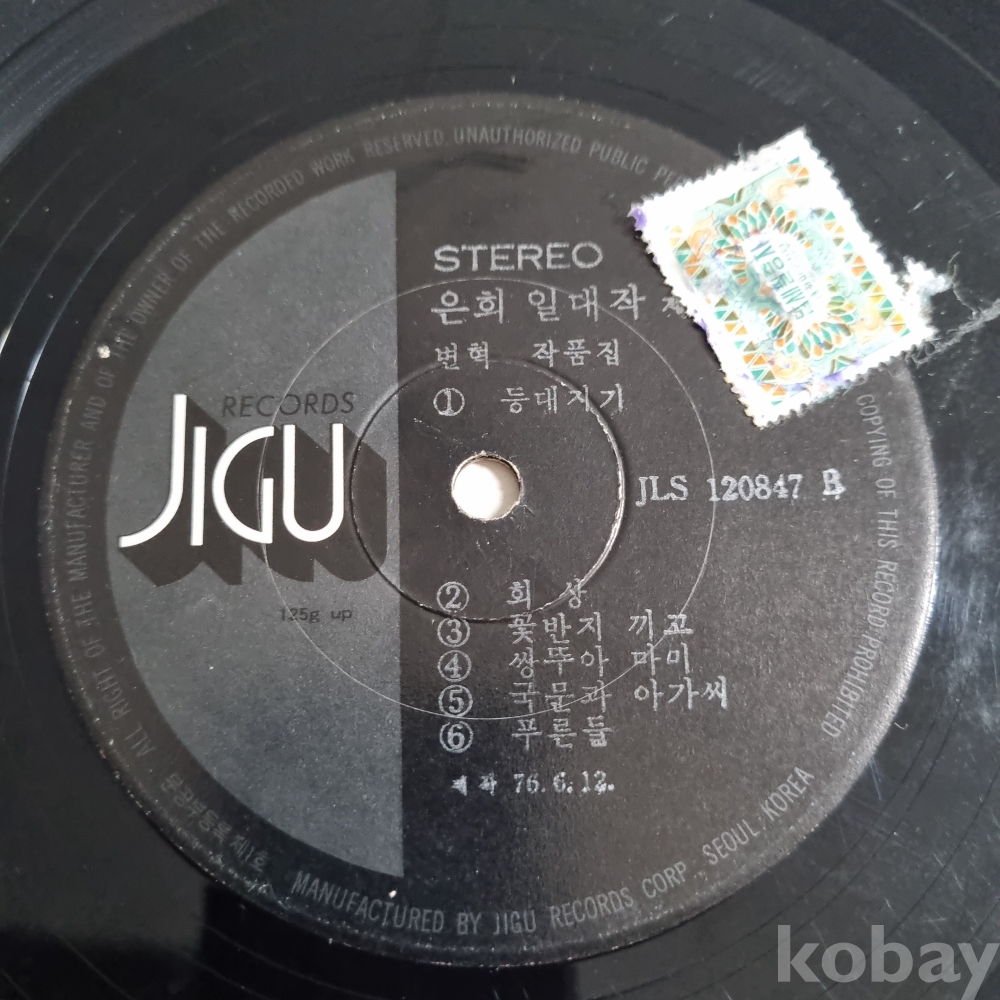 ALL RIGHT OF THE MANUFACTURER AND OF THE OWNER OF THE RECORDED WORK RESERVED. UNAUTHORIZED PUBLIC
COPYING OF THIS RECORD PROHIBITED
STEREO
은희 일대작
변혁 작품집
① 등대지기
RECORDS
JIGU
JLS 120847 B
125g up
② 회상
③ 꽃반지 끼고
④ 쌍뚜아 마미
⑤ 국문과 아가씨
⑥ 푸른들
제작 76.6.12.
MANUFACTURED BY JIGU RECORDS CORP. SEOUL, KOREA
kobay